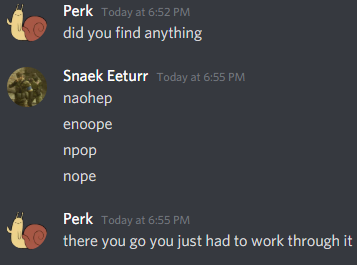 Perk Today at 6:52 PM
did you find anything
Snaek Eeturr Today at 6:55 PM
naohep
enoope
npop
nope
Perk Today at 6:55 PM
there you go you just had to work through it